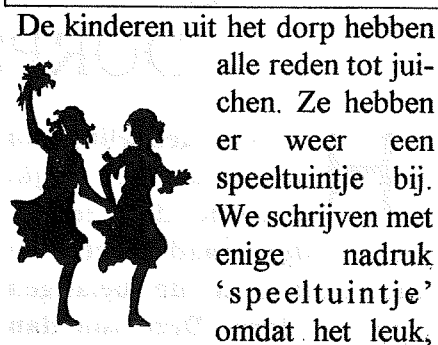 De kinderen uit het dorp hebben
alle reden tot jui-
chen. Ze hebben
er weer een
speeltuintje bij.
We schrijven met
enige nadruk
‘speeltuintje’
omdat het leuk,